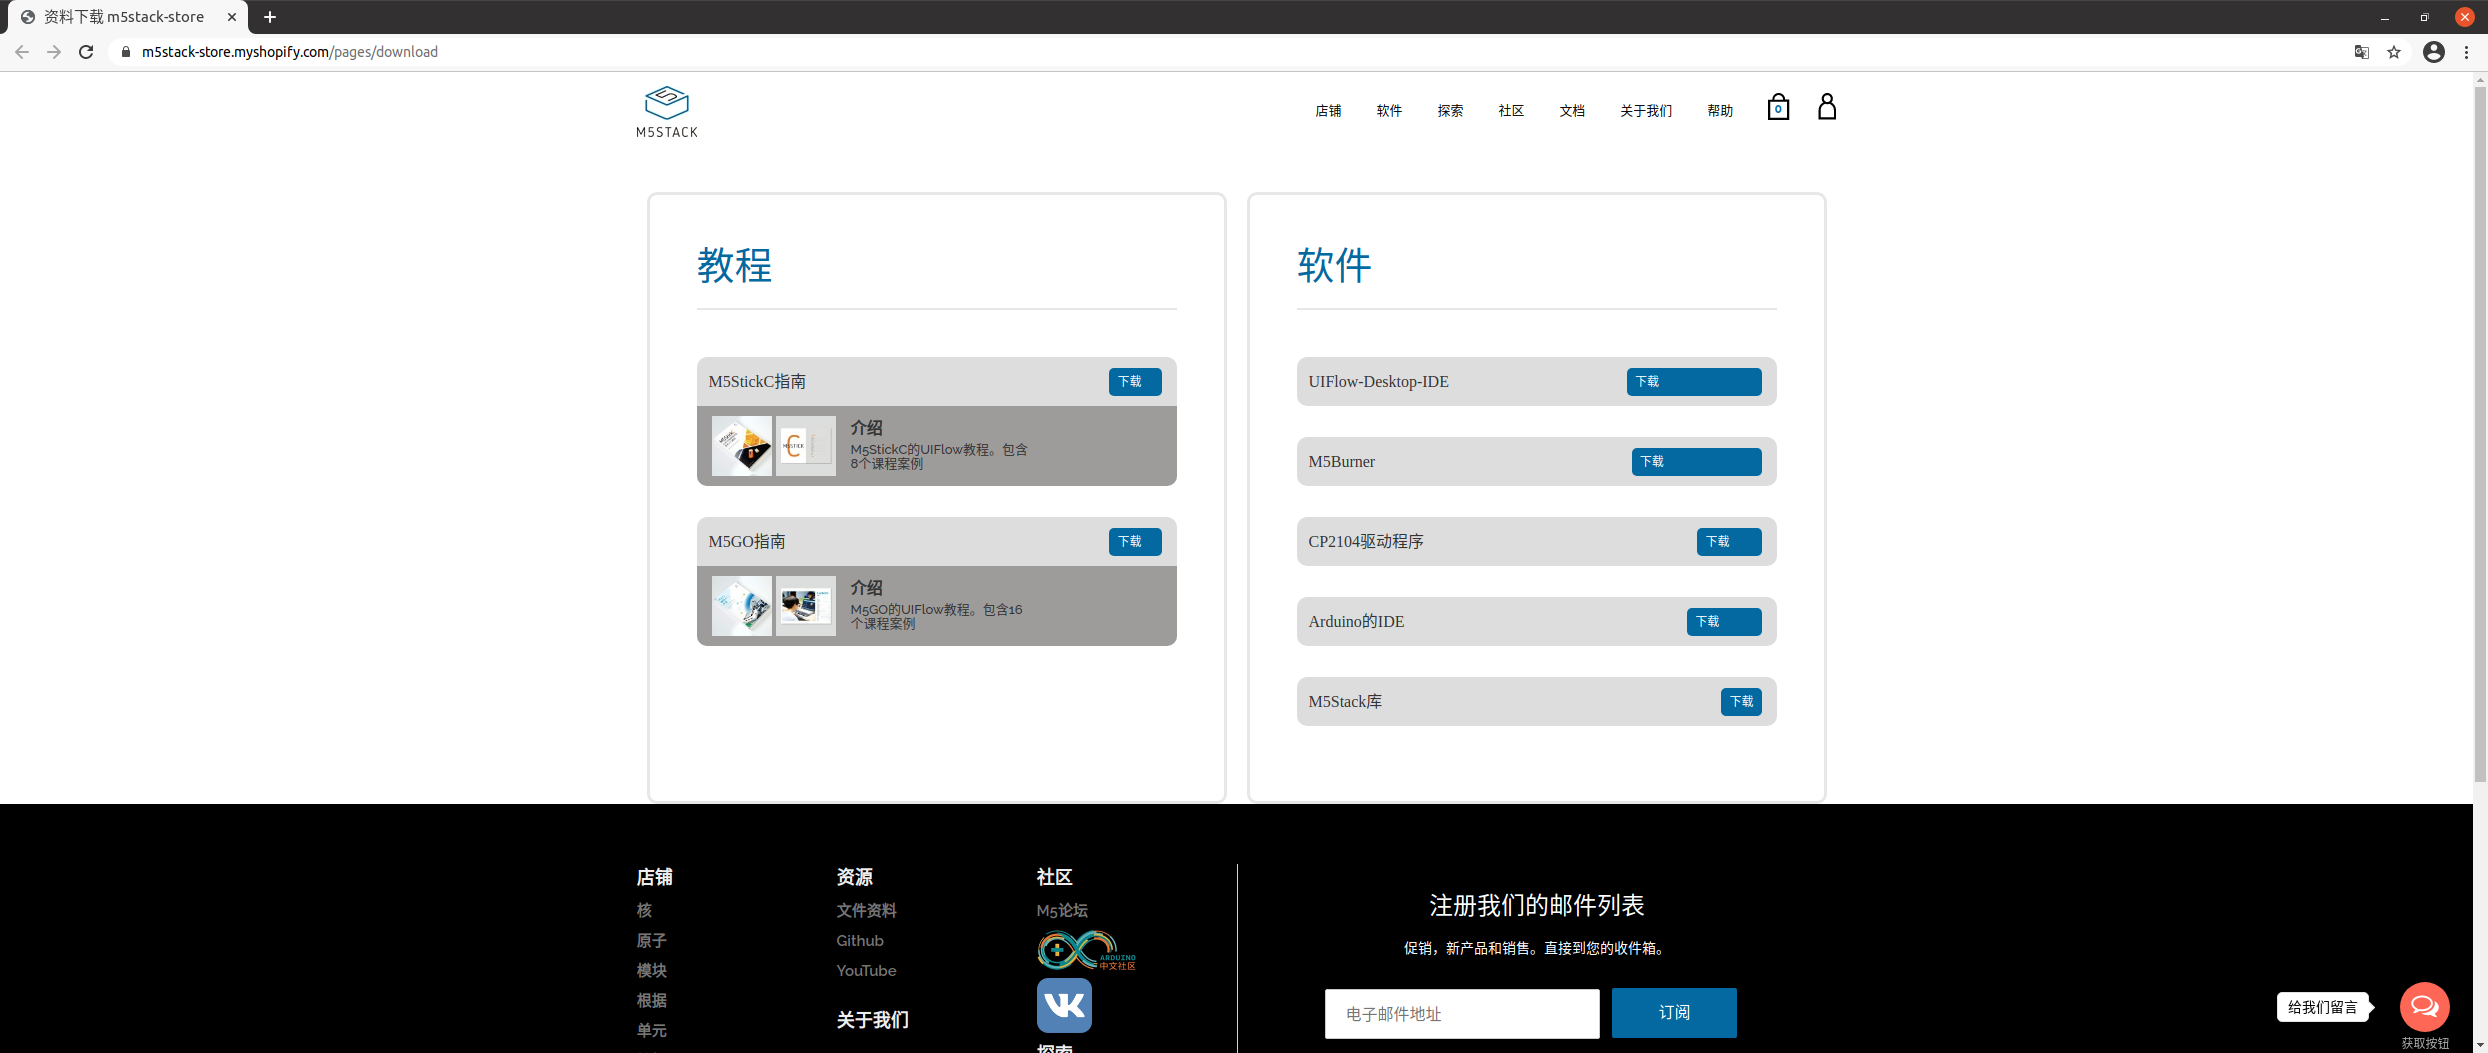 资料下载 m5stack-store
m5stack-store.myshopify.com/pages/download
M5STACK
店铺 软件 探索 社区 文档 关于我们 帮助 0
教程
M5StickC指南 下载
介绍
M5StickC的UIFlow教程。包含
8个课程案例
M5GO指南 下载
介绍
M5GO的UIFlow教程。包含16
个课程案例
软件
UIFlow-Desktop-IDE 下载
M5Burner 下载
CP2104驱动程序 下载
Arduino的IDE 下载
M5Stack库 下载
店铺
核
原子
模块
根据
单元
资源
文件资料
Github
YouTube
关于我们
社区
M5论坛
ARDUINO
中文社区
探索
注册我们的邮件列表
促销，新产品和销售。直接到您的收件箱。
电子邮件地址 订阅
给我们留言
获取按钮